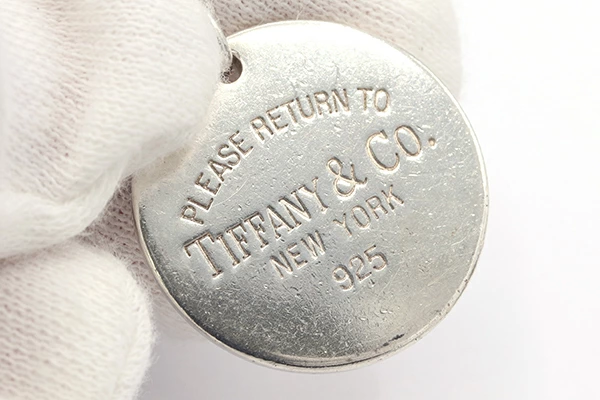 PLEASE RETURN TO
TIFFANY & CO.
NEW YORK
925